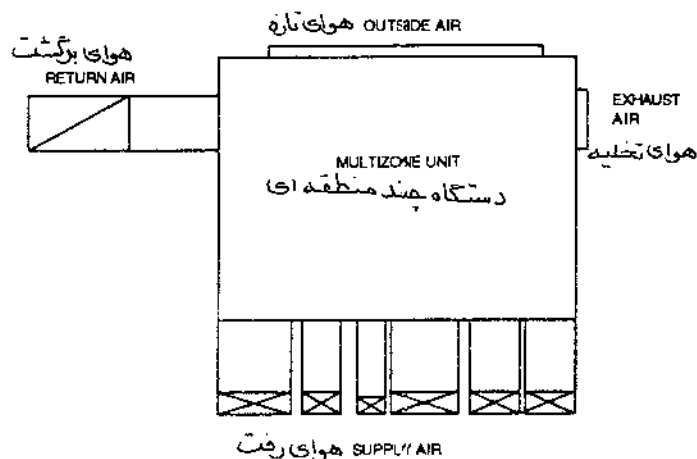 هوای تازه OUTSIDE AIR
هوای برگشت
RETURN AIR
EXHAUST
AIR
هوای تخلیه
MULTIZONE UNIT
دستگاه چند منطقه ای
هوای رفت SUPPLY AIR